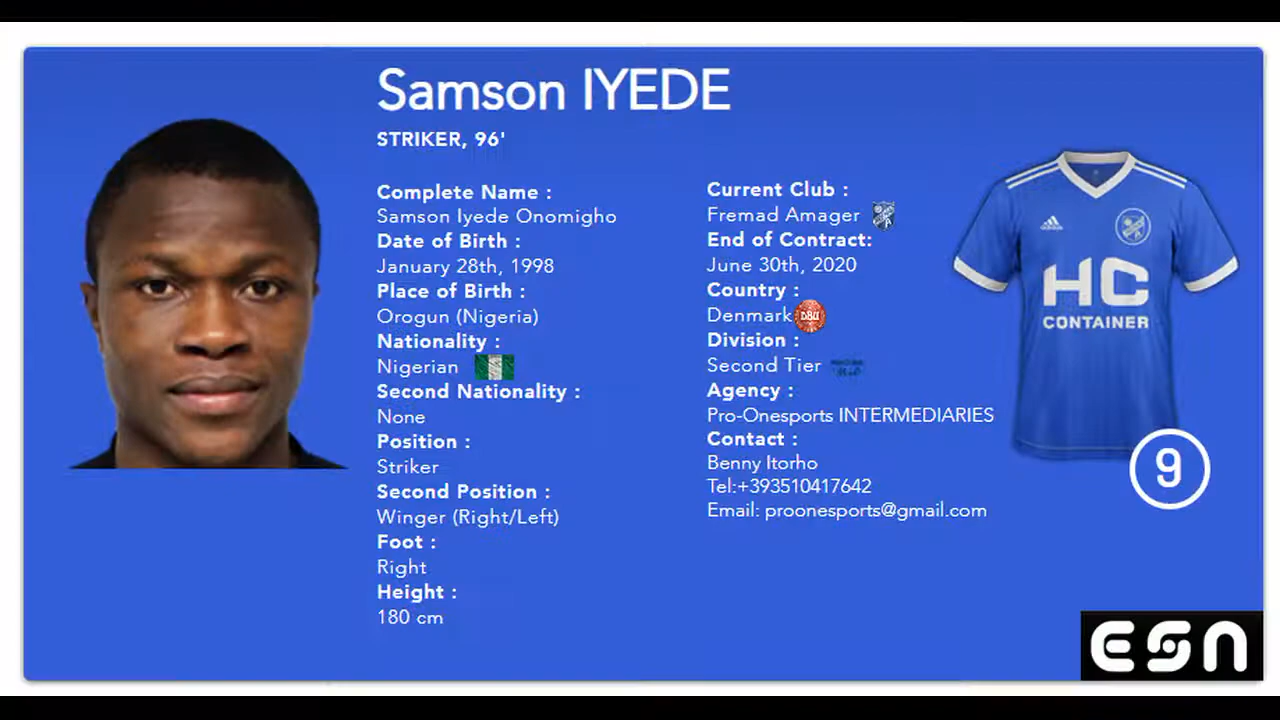 Samson IYEDE
STRIKER, 96'
Complete Name :
Samson Iyede Onomigho
Date of Birth :
January 28th, 1998
Place of Birth :
Orogun (Nigeria)
Nationality :
Nigerian
Second Nationality :
None
Position :
Striker
Second Position :
Winger (Right/Left)
Foot :
Right
Height :
180 cm
Current Club :
Fremad Amager
End of Contract:
June 30th, 2020
Country :
Denmark
DBU
Division :
Second Tier
Agency :
Pro-Onesports INTERMEDIARIES
Contact :
Benny Itorho
Tel:+393510417642
Email: proonesports@gmail.com
adidas
HC
CONTAINER
9
ESN